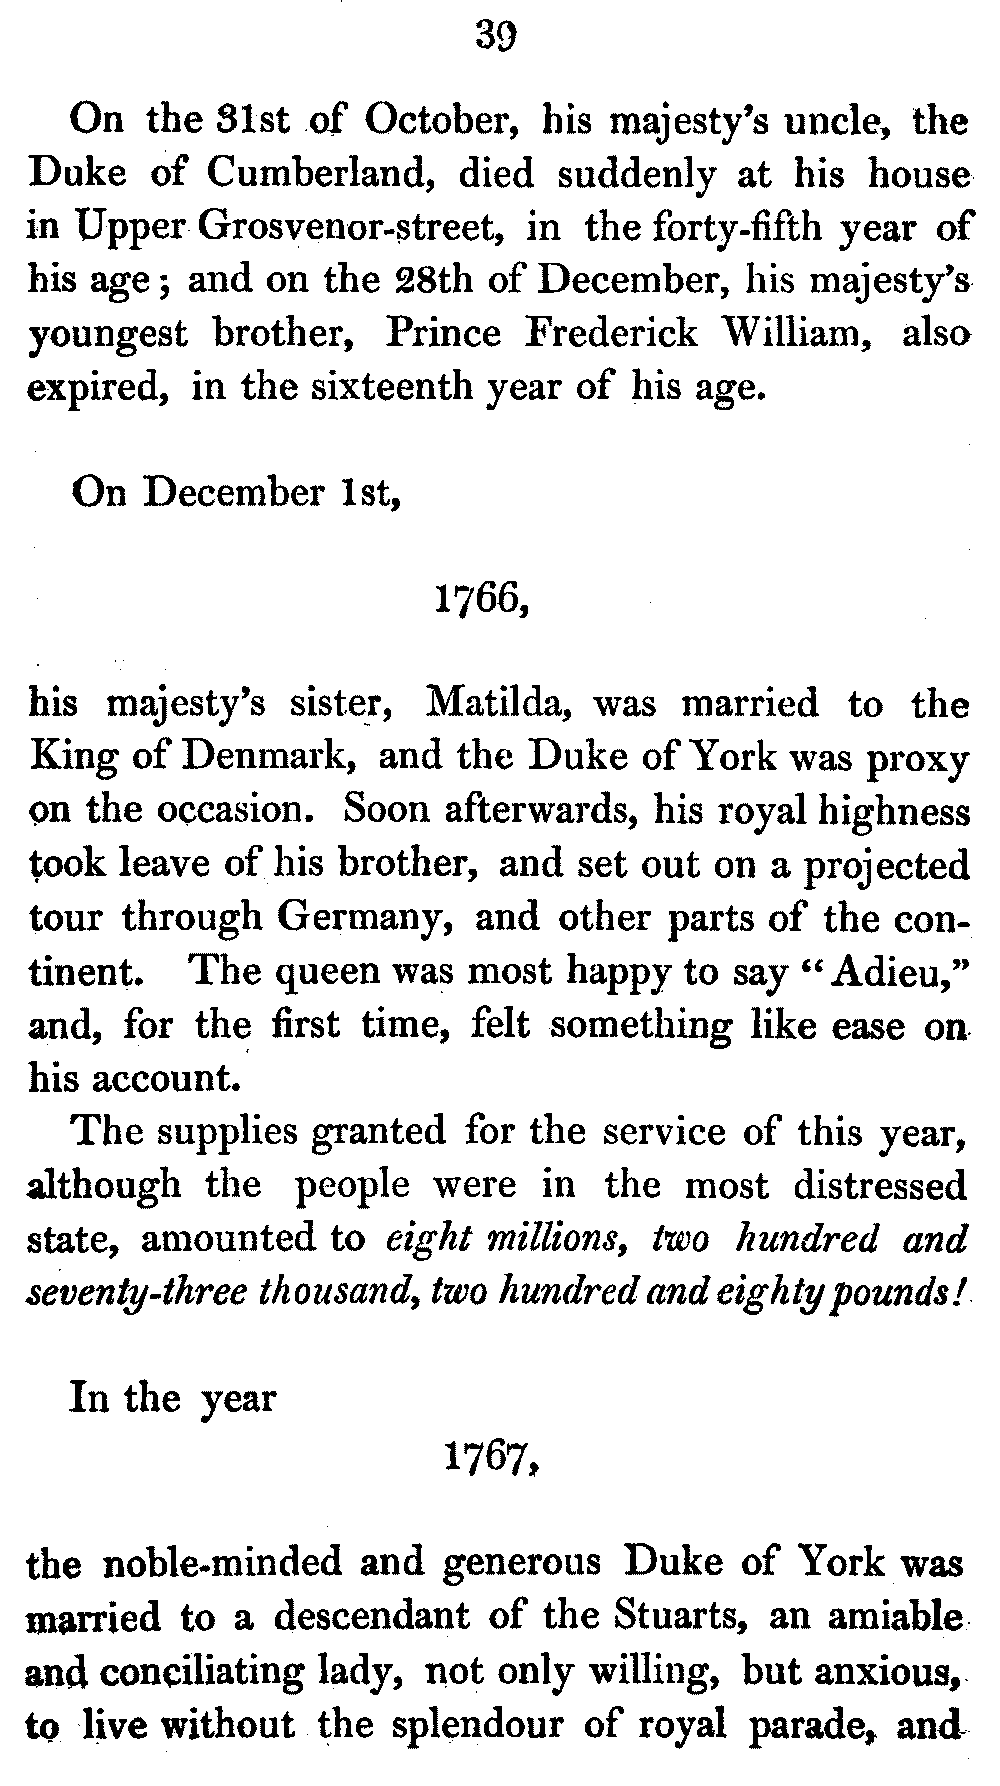 39
On the 31st of October, his majesty's uncle, the
Duke of Cumberland, died suddenly at his house
in Upper Grosvenor-street, in the forty-fifth year of
his age; and on the 28th of December, his majesty's
youngest brother, Prince Frederick William, also
expired, in the sixteenth year of his age.
On December 1st,
1766,
his majesty's sister, Matilda, was married to the
King of Denmark, and the Duke of York was proxy
on the occasion. Soon afterwards, his royal highness
took leave of his brother, and set out on a projected
tour through Germany, and other parts of the con-
tinent. The queen was most happy to say “Adieu,”
and, for the first time, felt something like ease on
his account.
The supplies granted for the service of this year,
although the people were in the most distressed
state, amounted to eight millions, two hundred and
seventy-three thousand, two hundred and eighty pounds!
In the year
1767,
the noble-minded and generous Duke of York was
married to a descendant of the Stuarts, an amiable
and conciliating lady, not only willing, but anxious,
to live without the splendour of royal parade, and